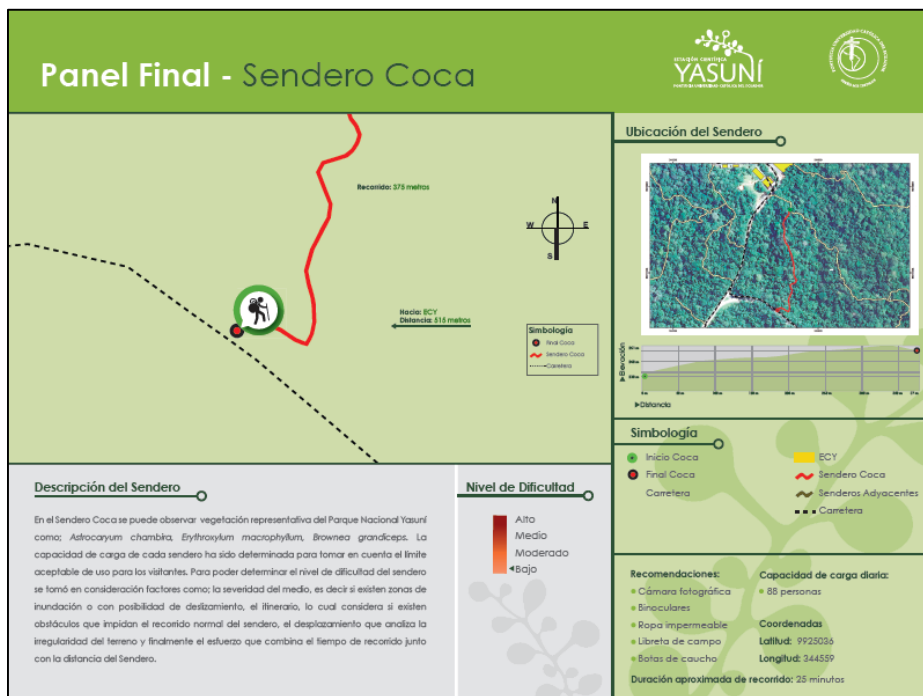 Panel Final - Sendero Coca
ESTACIÓN CIENTÍFICA
YASUNÍ
PONTIFICIA UNIVERSIDAD CATÓLICA DEL ECUADOR
Recorrido: 375 metros
N
W E
S
Hacia: ECY
Distancia: 515 metros
Simbología
Final Coca
Sendero Coca
Carretera
Ubicación del Sendero
Elevación
Distancia
Simbología
Inicio Coca
Final Coca
Carretera
ECY
Sendero Coca
Senderos Adyacentes
Carretera
Descripción del Sendero
En el Sendero Coca se puede observar vegetación representativa del Parque Nacional Yasuní
como; Astrocaryum chambira, Erythroxylum macrophyllum, Brownea grandiceps. La
capacidad de carga de cada sendero ha sido determinada para tomar en cuenta el límite
aceptable de uso para los visitantes. Para poder determinar el nivel de dificultad del sendero
se tomó en consideración factores como; la severidad del medio, es decir si existen zonas de
inundación o con posibilidad de deslizamiento, el itinerario, lo cual considera si existen
obstáculos que impidan el recorrido normal del sendero, el desplazamiento que analiza la
irregularidad del terreno y finalmente el esfuerzo que combina el tiempo de recorrido junto
con la distancia del Sendero.
Nivel de Dificultad
Alto
Medio
Moderado
Bajo
Recomendaciones:
Cámara fotográfica
Binoculares
Ropa impermeable
Libreta de campo
Botas de caucho
Capacidad de carga diaria:
88 personas
Coordenadas
Latitud: 9925036
Longitud: 344559
Duración aproximada de recorrido: 25 minutos